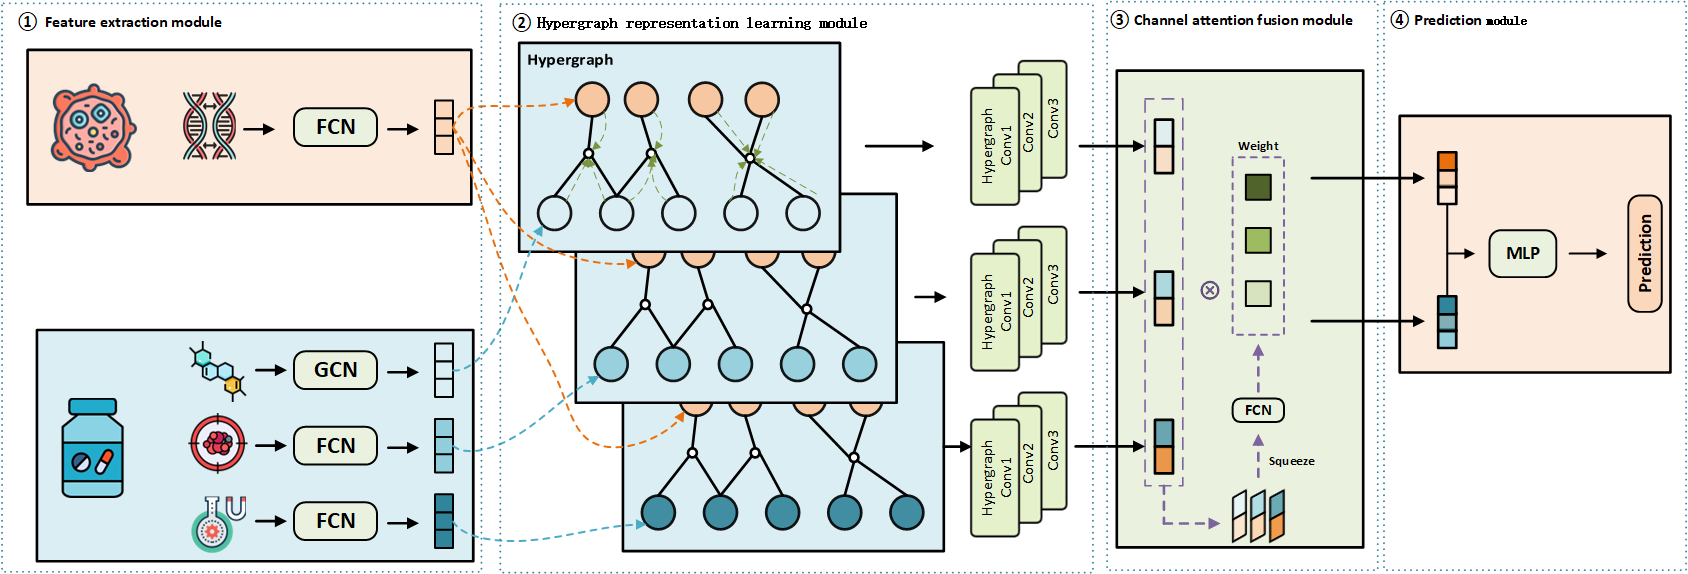 ① Feature extraction module
FCN
GCN
FCN
FCN
② Hypergraph representation learning module
Hypergraph
Hypergraph
Conv1
Conv2
Conv3
Hypergraph
Conv1
Conv2
Conv3
Hypergraph
Conv1
Conv2
Conv3
③ Channel attention fusion module
Weight
FCN
Squeeze
④ Prediction module
MLP
Prediction